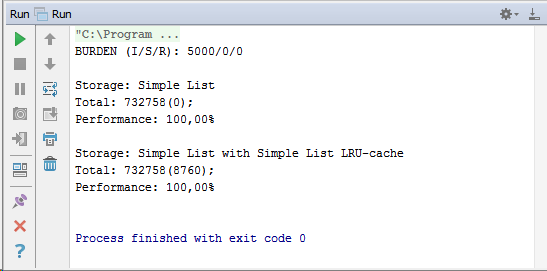 Run Run
"C:\Program ...
BURDEN (I/S/R): 5000/0/0
Storage: Simple List
Total: 732758(0);
Performance: 100,00%
Storage: Simple List with Simple List LRU-cache
Total: 732758(8760);
Performance: 100,00%
Process finished with exit code 0